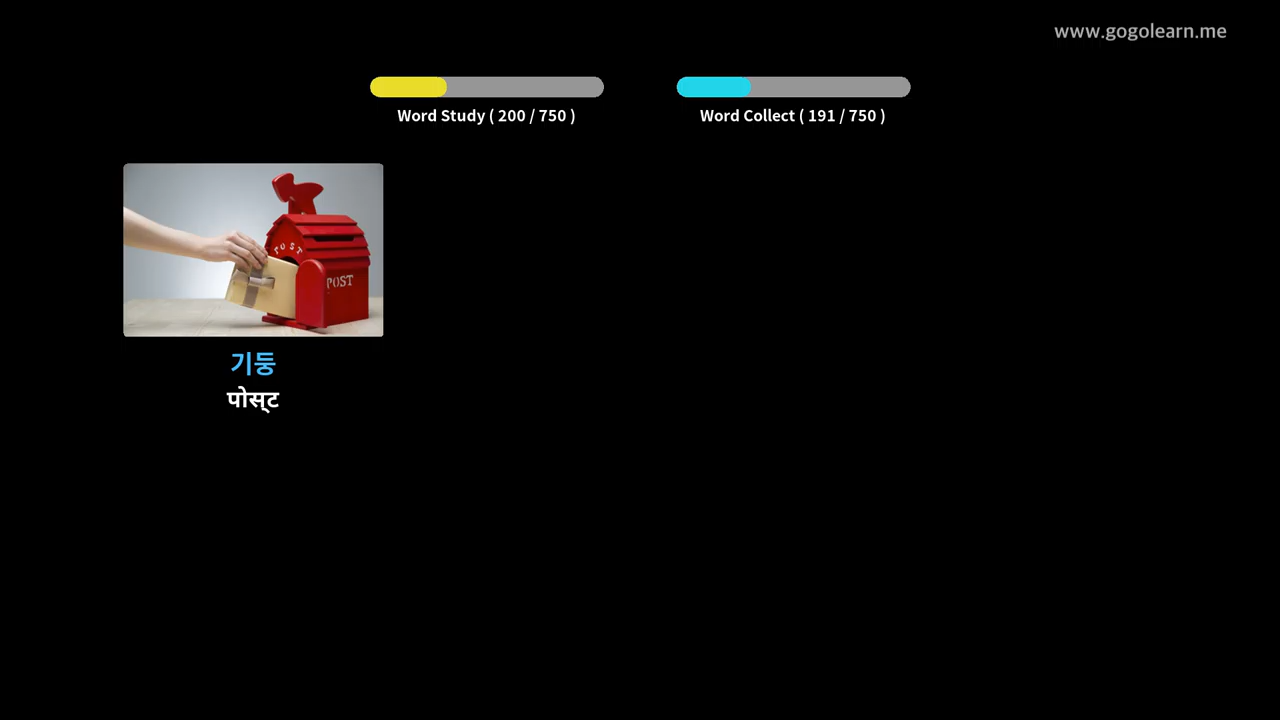 www.gogolearn.me
Word Study ( 200 / 750 )
Word Collect ( 191 / 750 )
POST
POST
기둥
पोस्ट